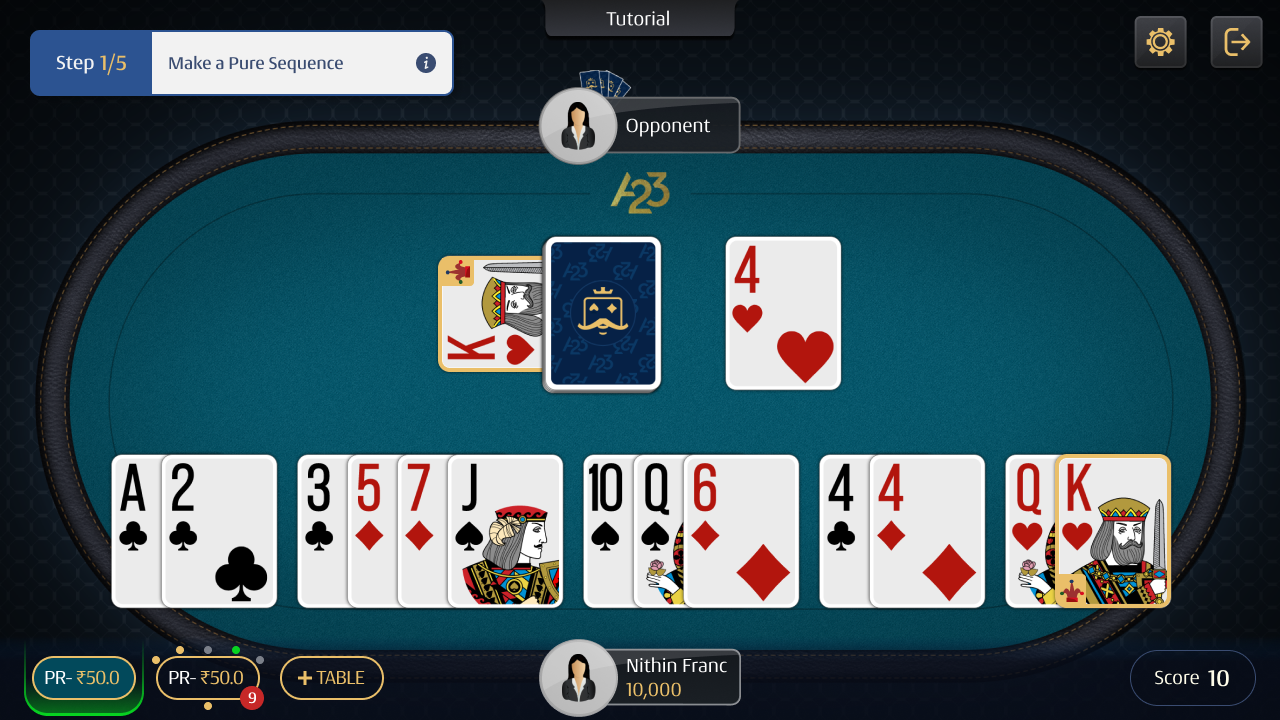 Tutorial
Step 1/5
Make a Pure Sequence
i
Opponent
A23
K
4
A 2
3 5 7 J
10 Q 6
4 4
Q K
PR- ₹50.0
PR- ₹50.0
9
+ TABLE
Nithin Franc
10,000
Score 10